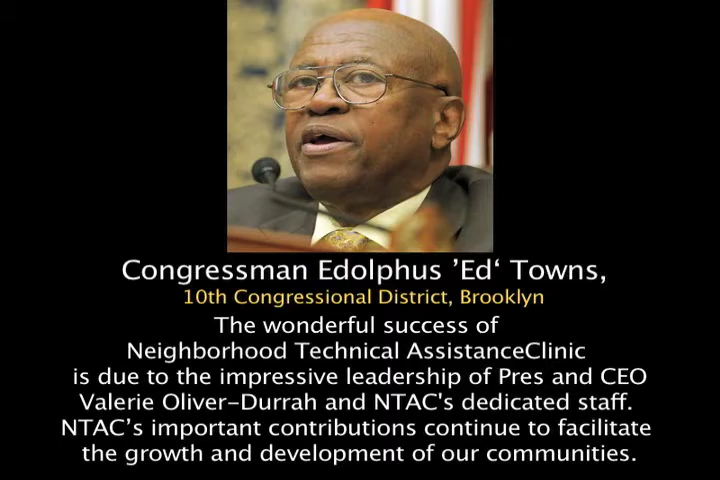 Congressman Edolphus ’Ed‘ Towns,
10th Congressional District, Brooklyn
The wonderful success of
Neighborhood Technical AssistanceClinic
is due to the impressive leadership of Pres and CEO
Valerie Oliver-Durrah and NTAC's dedicated staff.
NTAC’s important contributions continue to facilitate
the growth and development of our communities.